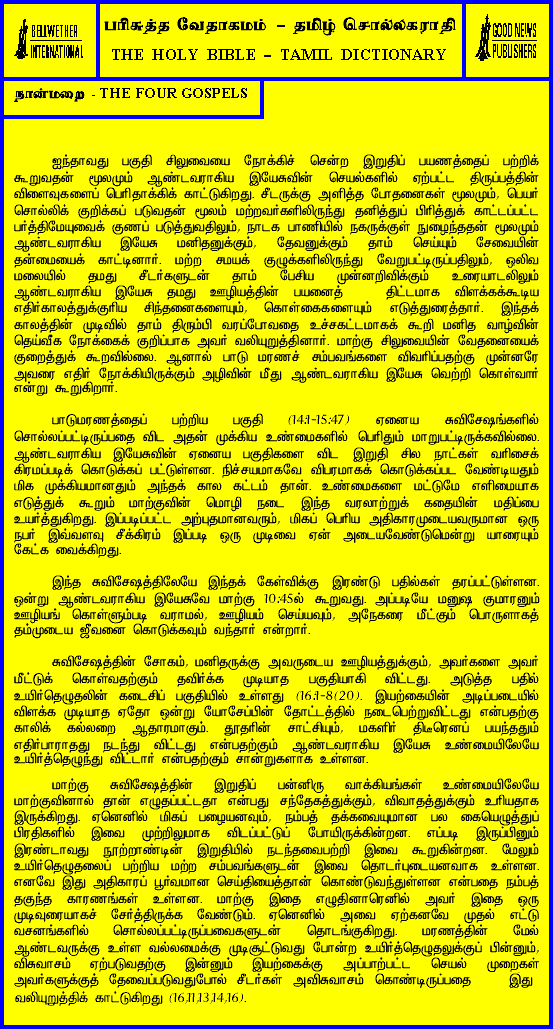 BELLWETHER
INTERNATIONAL
பரிசுத்த வேதாகமம் – தமிழ் சொல்லகராதி
THE HOLY BIBLE – TAMIL DICTIONARY
GOOD NEWS
PUBLISHERS
நான்மறை - THE FOUR GOSPELS
ஐந்தாவது பகுதி சிலுவையை நோக்கிச் சென்ற இறுதிப் பயணத்தைப் பற்றிக்
கூறுவதன் மூலமும் ஆண்டவராகிய இயேசுவின் செயல்களில் ஏற்பட்ட திருப்பத்தின்
விளைவுகளைப் பெரிதாக்கிக் காட்டுகிறது. சீடருக்கு அளித்த போதனைகள் மூலமும், பெயர்
சொல்லிக் குறிக்கப் படுவதன் மூலம் மற்றவர்களிலிருந்து தனித்துப் பிரித்துக் காட்டப்பட்ட
பர்த்திமேயுவைக் குணப் படுத்துவதிலும், நாடக பாணியில் நகருக்குள் நுழைந்ததன் மூலமும்
ஆண்டவராகிய இயேசு மனிதனுக்கும், தேவனுக்கும் தாம் செய்யும் சேவையின்
தன்மையைக் காட்டினார். மற்ற சமயக் குழுக்களிலிருந்து வேறுபட்டிருப்பதிலும், ஒலிவ
மலையில் தமது சீடர்களுடன் தாம் பேசிய முன்னறிவிக்கும் உரையாடலிலும்
ஆண்டவராகிய இயேசு தமது ஊழியத்தின் பயனைத் திட்டமாக விளக்கக்கூடிய
எதிர்காலத்துக்குரிய சிந்தனைகளையும், கொள்கைகளையும் எடுத்துரைத்தார். இந்தக்
காலத்தின் முடிவில் தாம் திரும்பி வரப்போவதை உச்சகட்டமாகக் கூறி மனித வாழ்வின்
தெய்வீக நோக்கைக் குறிப்பாக அவர் வலியுறுத்தினார். மாற்கு சிலுவையின் வேதனையைக்
குறைத்துக் கூறவில்லை. ஆனால் பாடு மரணச் சம்பவங்களை விவரிப்பதற்கு முன்னரே
அவரை எதிர் நோக்கியிருக்கும் அழிவின் மீது ஆண்டவராகிய இயேசு வெற்றி கொள்வார்
என்று கூறுகிறார்.
பாடுமரணத்தைப் பற்றிய பகுதி (14:1-15:47) ஏனைய சுவிசேஷங்களில்
சொல்லப்பட்டிருப்பதை விட அதன் முக்கிய உண்மைகளில் பெரிதும் மாறுபட்டிருக்கவில்லை.
ஆண்டவராகிய இயேசுவின் ஏனைய பகுதிகளை விட இறுதி சில நாட்கள் வரிசைக்
கிரமப்படிக் கொடுக்கப் பட்டுள்ளன. நிச்சயமாகவே விபரமாகக் கொடுக்கப்பட வேண்டியதும்
மிக முக்கியமானதும் அந்தக் கால கட்டம் தான். உண்மைகளை மட்டுமே எளிமையாக
எடுத்துக் கூறும் மாற்குவின் மொழி நடை இந்த வரலாற்றுக் கதையின் மதிப்பை
உயர்த்துகிறது. இப்படிப்பட்ட அற்புதமானவரும், மிகப் பெரிய அதிகாரமுடையவருமான ஒரு
நபர் இவ்வளவு சீக்கிரம் இப்படி ஒரு முடிவை ஏன் அடையவேண்டுமென்று யாரையும்
கேட்க வைக்கிறது.
இந்த சுவிசேஷத்திலேயே இந்தக் கேள்விக்கு இரண்டு பதில்கள் தரப்பட்டுள்ளன.
ஒன்று ஆண்டவராகிய இயேசுவே மாற்கு 10:45ல் கூறுவது. அப்படியே மனுஷ குமாரனும்
ஊழியங் கொள்ளும்படி வராமல், ஊழியம் செய்யவும், அநேகரை மீட்கும் பொருளாகத்
தம்முடைய ஜீவனை கொடுக்கவும் வந்தார் என்றார்.
சுவிசேஷத்தின் சோகம், மனிதருக்கு அவருடைய ஊழியத்துக்கும், அவர்களை அவர்
மீட்டுக் கொள்வதற்கும் தவிர்க்க முடியாத பகுதியாகி விட்டது. அடுத்த பதில்
உயிர்த்தெழுதலின் கடைசிப் பகுதியில் உள்ளது (16:1-8(20). இயற்கையின் அடிப்படையில்
விளக்க முடியாத ஏதோ ஒன்று யோசேப்பின் தோட்டத்தில் நடைபெற்றுவிட்டது என்பதற்கு
காலிக் கல்லறை ஆதாரமாகும். தூதரின் சாட்சியும், மகளிர் திடீரெனப் பயந்ததும்
எதிர்பாராதது நடந்து விட்டது என்பதற்கும் ஆண்டவராகிய இயேசு உண்மையிலேயே
உயிர்த்தெழுந்து விட்டார் என்பதற்கும் சான்றுகளாக உள்ளன.
மாற்கு சுவிசேஷத்தின் இறுதிப் பன்னிரு வாக்கியங்கள் உண்மையிலேயே
மாற்குவினால் தான் எழுதப்பட்டதா என்பது சந்தேகத்துக்கும், விவாதத்துக்கும் உரியதாக
இருக்கிறது. ஏனெனில் மிகப் பழையனவும், நம்பத் தக்கவையுமான பல கையெழுத்துப்
பிரதிகளில் இவை முற்றிலுமாக விடப்பட்டுப் போயிருக்கின்றன. எப்படி இருப்பினும்
இரண்டாவது நூற்றாண்டின் இறுதியில் நடந்தவைபற்றி இவை கூறுகின்றன. மேலும்
உயிர்த்தெழுதலைப் பற்றிய மற்ற சம்பவங்களுடன் இவை தொடர்புடையனவாக உள்ளன.
எனவே இது அதிகாரப் பூர்வமான செய்தியைத்தான் கொண்டுவந்துள்ளன என்பதை நம்பத்
தகுந்த காரணங்கள் உள்ளன. மாற்கு இதை எழுதினாரெனில் அவர் இதை ஒரு
முடிவுரையாகச் சேர்த்திருக்க வேண்டும். ஏனெனில் அவை ஏற்கனவே முதல் எட்டு
வசனங்களில் சொல்லப்பட்டிருப்பவைகளுடன் தொடங்குகிறது. மரணத்தின் மேல்
ஆண்டவருக்கு உள்ள வல்லமைக்கு முடிசூட்டுவது போன்ற உயிர்த்தெழுதலுக்குப் பின்னும்,
விசுவாசம் ஏற்படுவதற்கு இன்னும் இயற்கைக்கு அப்பாற்பட்ட செயல் முறைகள்
அவர்களுக்குத் தேவைப்படுவதுபோல் சீடர்கள் அவிசுவாசம் கொண்டிருப்பதை இது
வலியுறுத்திக் காட்டுகிறது (16,11,13,14,16).